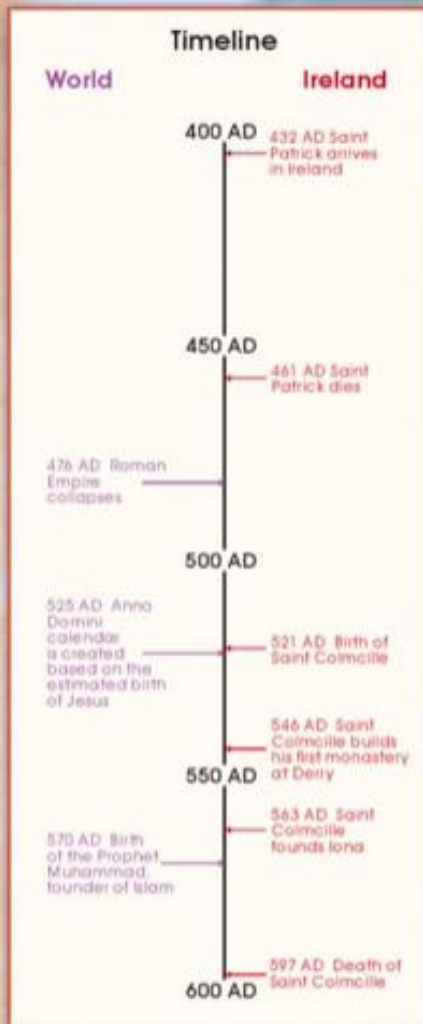 Timeline
World
Ireland
400 AD
432 AD Saint
Patrick arrives
in Ireland
450 AD
461 AD Saint
Patrick dies
476 AD Roman
Empire
collapses
500 AD
525 AD Anno
Domini
calendar
is created
based on the
estimated birth
of Jesus
521 AD Birth of
Saint Colmcille
546 AD Saint
Colmcille builds
his first monastery
at Derry
550 AD
563 AD Saint
Colmcille
founds Iona
570 AD Birth
of the Prophet
Muhammad,
founder of Islam
597 AD Death of
Saint Colmcille
600 AD